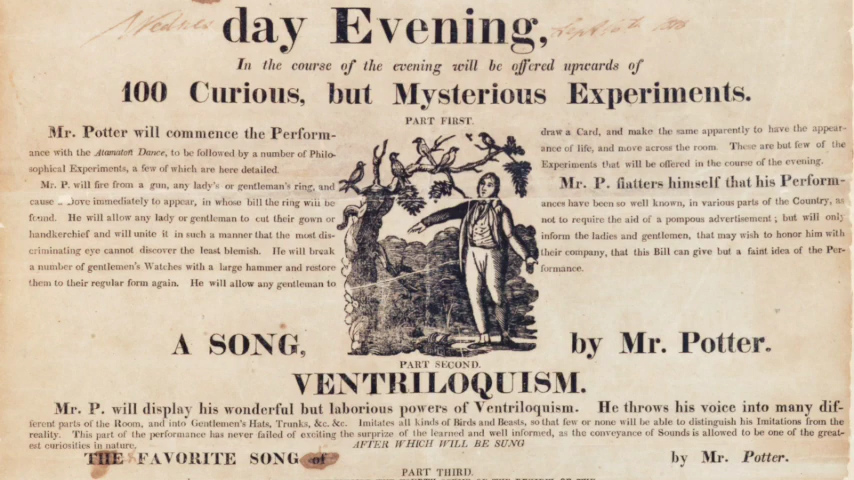 day Evening,
In the course of the evening will be offered upwards of
100 Curious, but Mysterious Experiments.
PART FIRST.
Mr. Potter will commence the Perform-
ance with the Atamaton Dance, to be followed by a number of Philo-
sophical Experiments, a few of which are here detailed.
Mr. P. will fire from a gun, any lady's or gentleman's ring, and
cause a Dove immediately to appear, in whose bill the ring will be
found. He will allow any lady or gentleman to cut their gown or
handkerchief and will unite it in such a manner that the most dis-
criminating eye cannot discover the least blemish. He will break
a number of gentlemen's Watches with a large hammer and restore
them to their regular form again. He will allow any gentleman to
draw a Card, and make the same apparently to have the appear-
ance of life, and move across the room. These are but few of the
Experiments that will be offered in the course of the evening.
Mr. P. flatters himself that his Perform-
ances have been so well known, in various parts of the Country, as
not to require the aid of a pompous advertisement ; but will only
inform the ladies and gentlemen, that may wish to honor him with
their company, that this Bill can give but a faint idea of the Per-
formance.
A SONG, by Mr. Potter.
PART SECOND.
VENTRILOQUISM.
Mr. P. will display his wonderful but laborious powers of Ventriloquism. He throws his voice into many dif-
ferent parts of the Room, and into Gentlemen's Hats, Trunks, &c. &c. Imitates all kinds of Birds and Beasts, so that few or none will be able to distinguish his Imitations from the
reality. This part of the performance has never failed of exciting the surprize of the learned and well informed, as the conveyance of Sounds is allowed to be one of the great-
est curiosities in nature. AFTER WHICH WILL BE SUNG
THE FAVORITE SONG of by Mr. Potter.
PART THIRD.